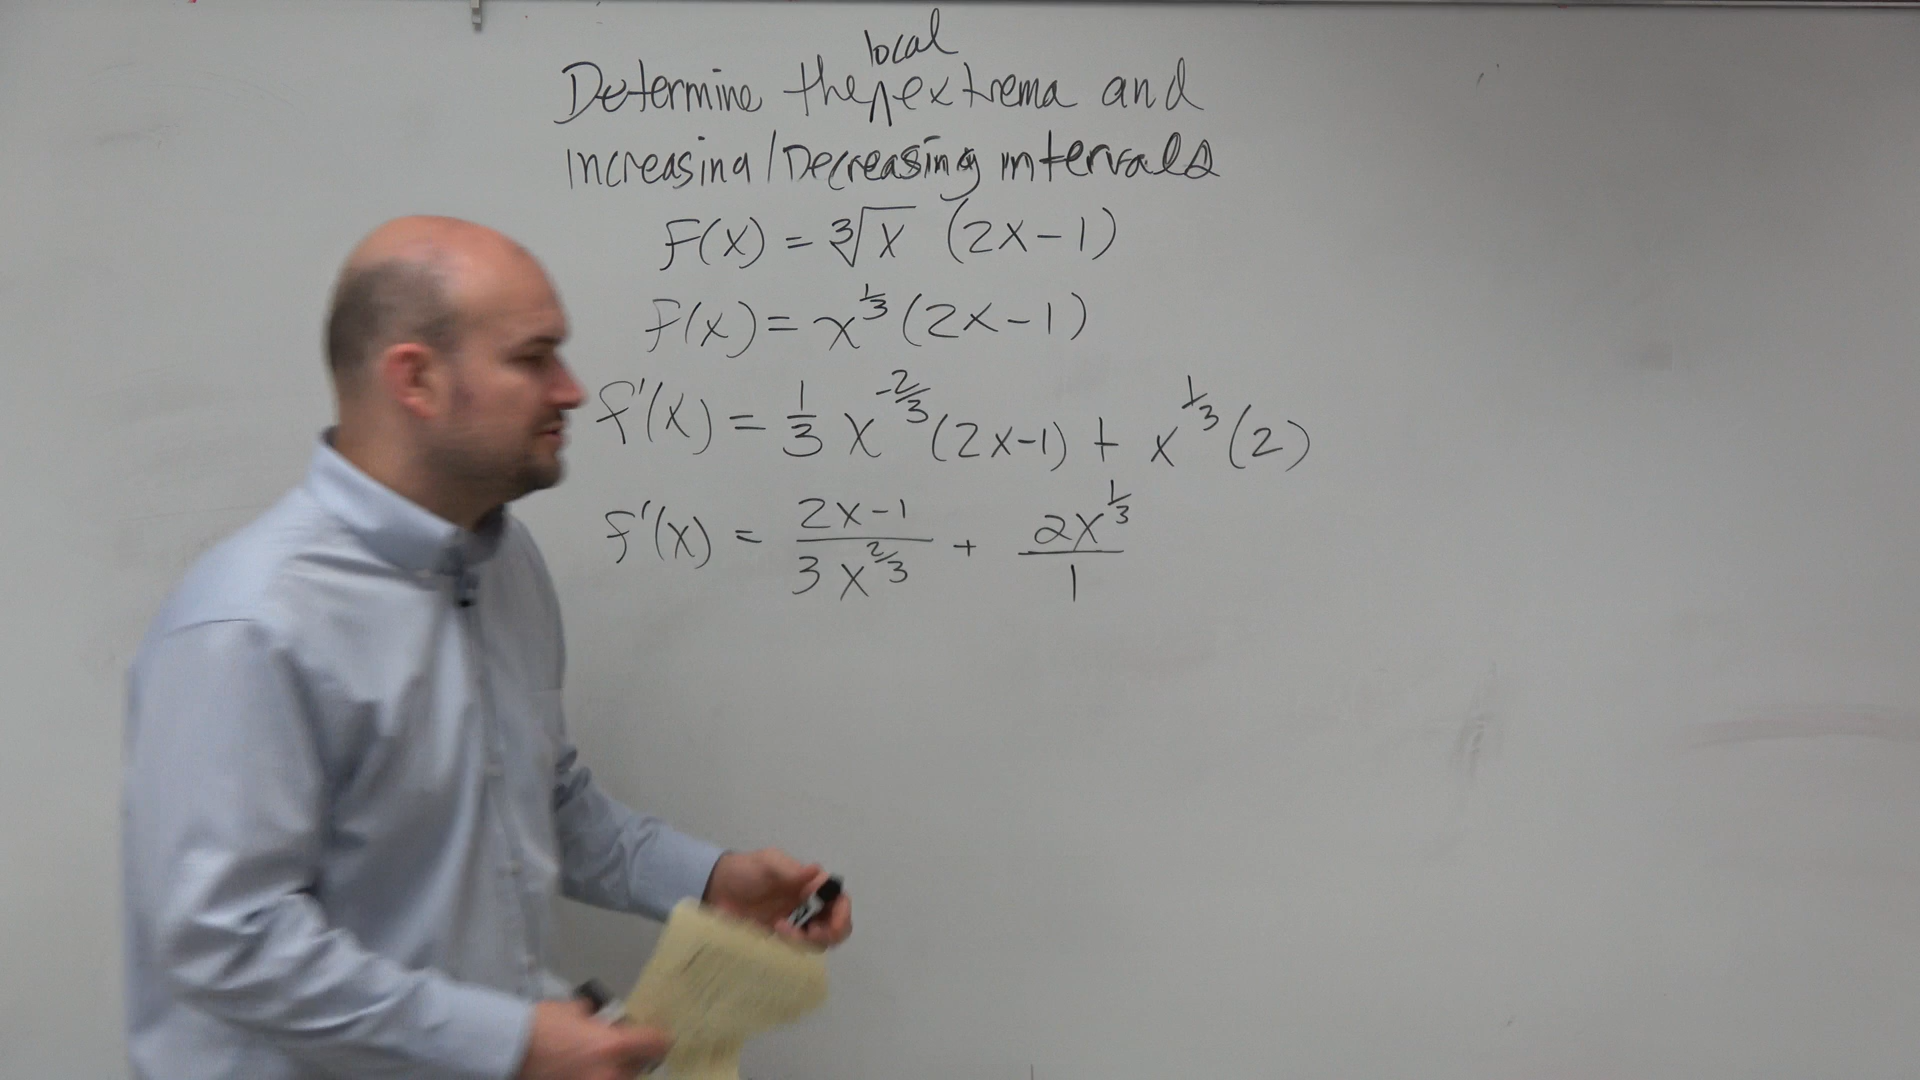 Determine the local extrema and
Increasing/Decreasing intervals
F(x) = ∛x (2x-1)
F(x) = x^{1/3} (2x-1)
f'(x) = 1/3 x^{-2/3} (2x-1) + x^{1/3} (2)
f'(x) = (2x-1)/(3x^{2/3}) + (2x^{1/3})/1